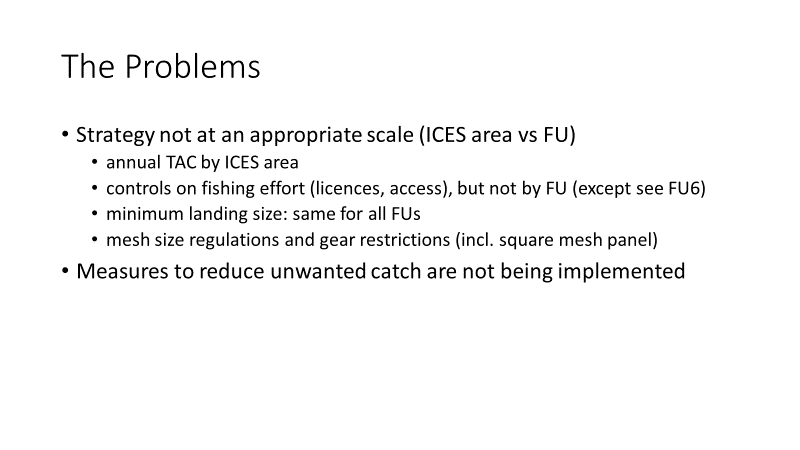 The Problems
• Strategy not at an appropriate scale (ICES area vs FU)
• annual TAC by ICES area
• controls on fishing effort (licences, access), but not by FU (except see FU6)
• minimum landing size: same for all FUs
• mesh size regulations and gear restrictions (incl. square mesh panel)
• Measures to reduce unwanted catch are not being implemented